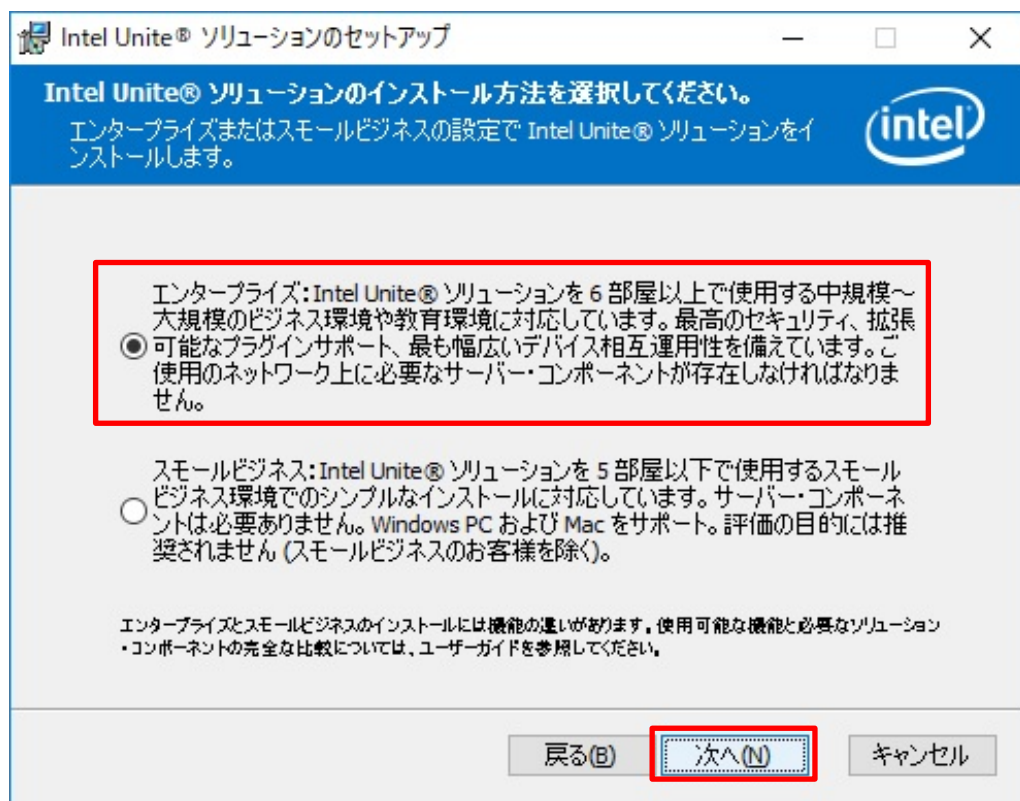 Intel Unite® ソリューションのセットアップ
Intel Unite® ソリューションのインストール方法を選択してください。
エンタープライズまたはスモールビジネスの設定で Intel Unite® ソリューションをイ
ンストールします。
intel
エンタープライズ：Intel Unite® ソリューションを 6 部屋以上で使用する中規模～
大規模のビジネス環境や教育環境に対応しています。最高のセキュリティ、拡張
可能なプラグインサポート、最も幅広いデバイス相互運用性を備えています。ご
使用のネットワーク上に必要なサーバー・コンポーネントが存在しなければなりま
せん。
スモールビジネス：Intel Unite® ソリューションを 5 部屋以下で使用するスモール
ビジネス環境でのシンプルなインストールに対応しています。サーバー・コンポーネ
ントは必要ありません。Windows PC および Mac をサポート。評価の目的には推
奨されません (スモールビジネスのお客様を除く)。
エンタープライズとスモールビジネスのインストールには機能の違いがあります。使用可能な機能と必要なソリューション
・コンポーネントの完全な比較については、ユーザーガイドを参照してください。
戻る(B) 次へ(N) キャンセル